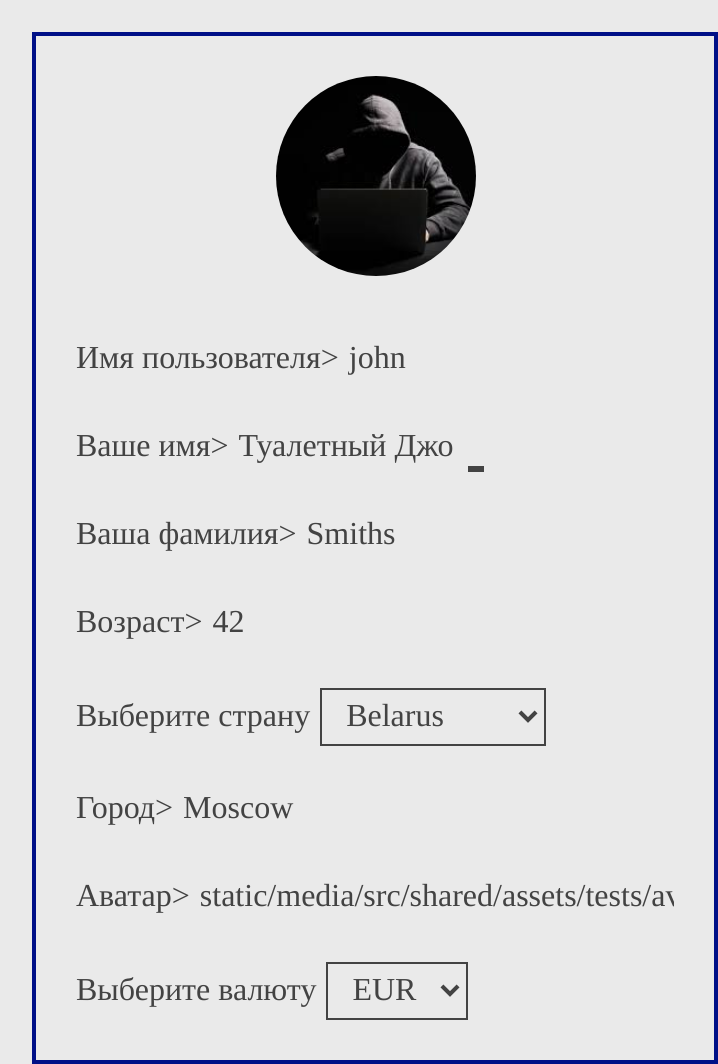 Имя пользователя> john
Ваше имя> Туалетный Джо
Ваша фамилия> Smiths
Возраст> 42
Выберите страну Belarus
Город> Moscow
Аватар> static/media/src/shared/assets/tests/av
Выберите валюту EUR